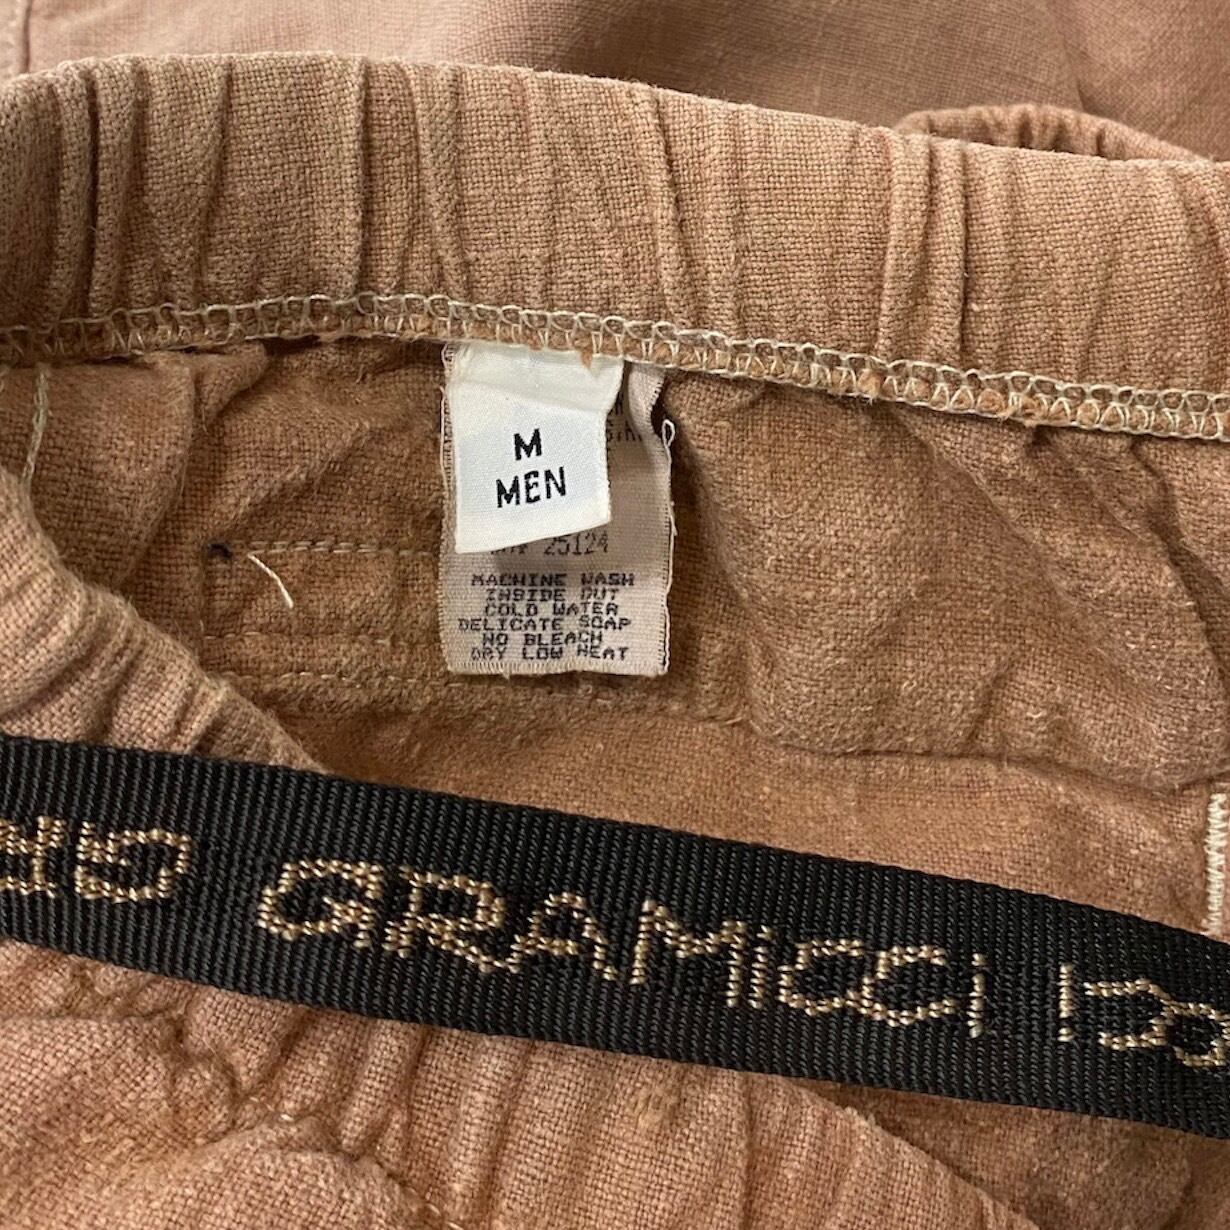 M
MEN
25124
MACHINE WASH
INSIDE OUT
COLD WATER
DELICATE SOAP
NO BLEACH
DRY LOW HEAT
GRAMiCCi